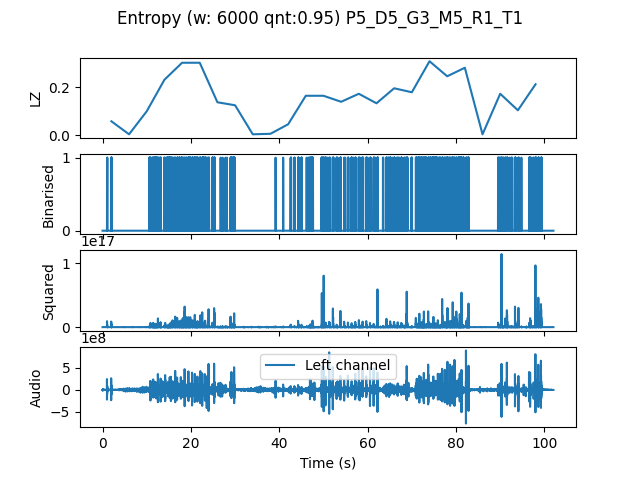 Entropy (w: 6000 qnt:0.95) P5_D5_G3_M5_R1_T1
LZ
0.2
0.0
Binarised
1
0
1e17
Squared
1
0
1e8
Audio
5
0
−5
Left channel
0 20 40 60 80 100
Time (s)